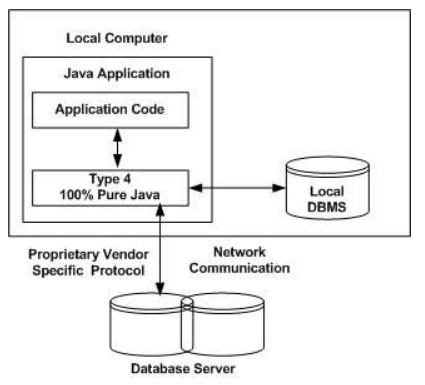 Local Computer
Java Application
Application Code
Type 4
100% Pure Java
Local
DBMS
Proprietary Vendor
Specific Protocol
Network
Communication
Database Server